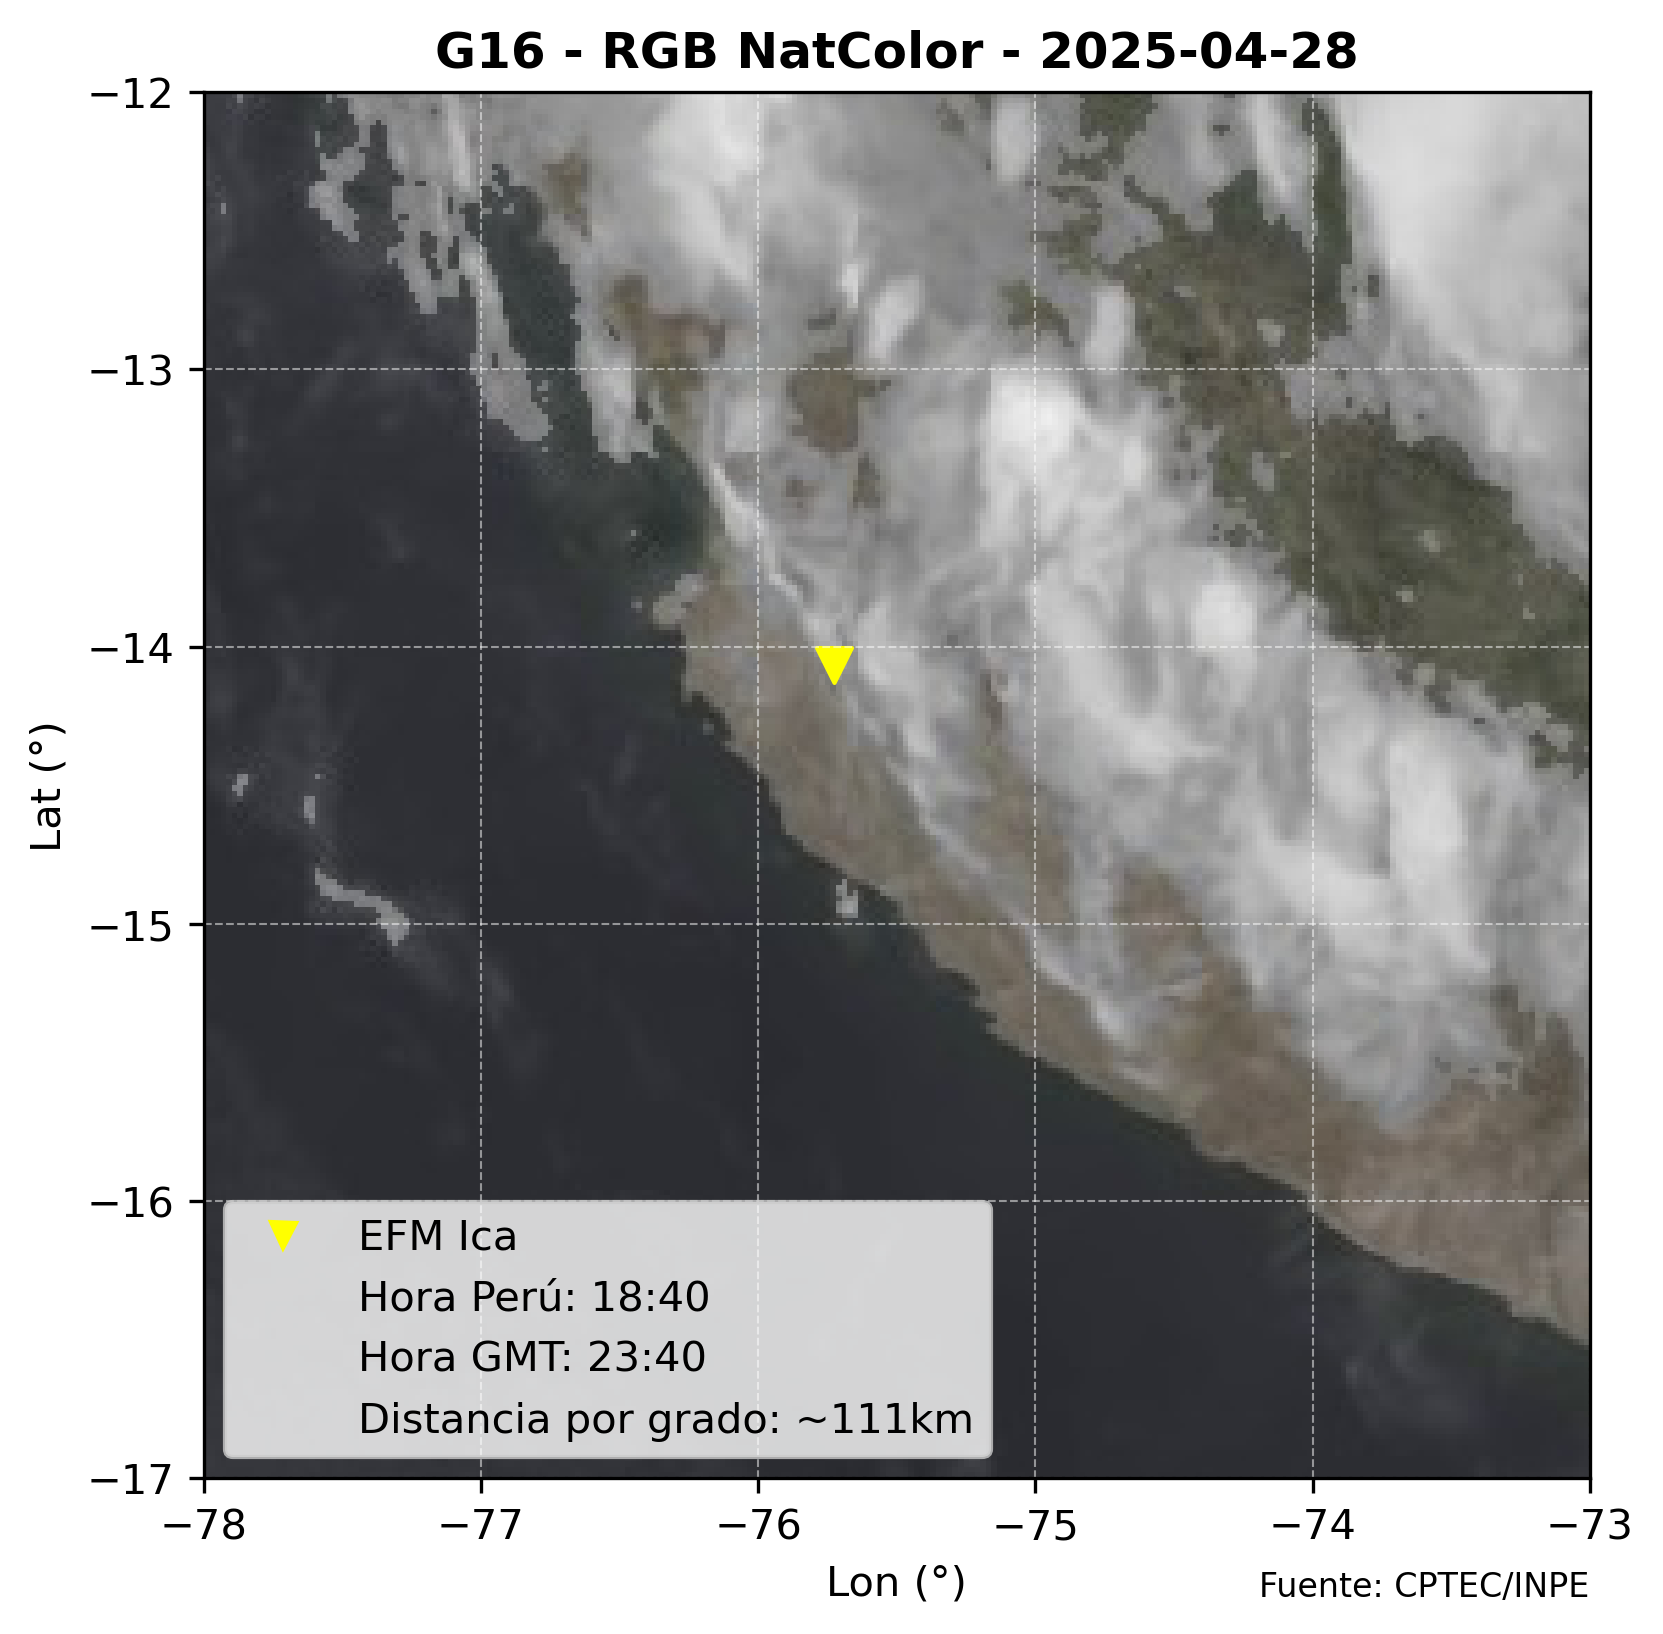 G16 - RGB NatColor - 2025-04-28
−12
−13
−14
−15
−16
−17
Lat (°)
EFM Ica
Hora Perú: 18:40
Hora GMT: 23:40
Distancia por grado: ~111km
−78 −77 −76 −75 −74 −73
Lon (°)
Fuente: CPTEC/INPE